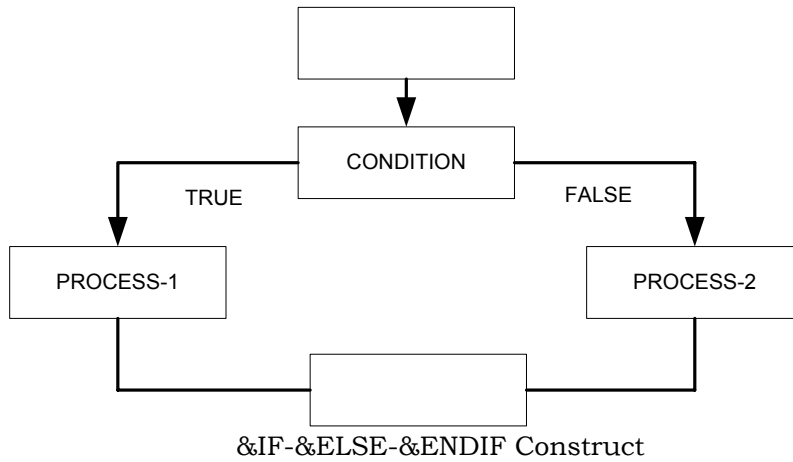 CONDITION
TRUE
FALSE
PROCESS-1
PROCESS-2
&IF-&ELSE-&ENDIF Construct